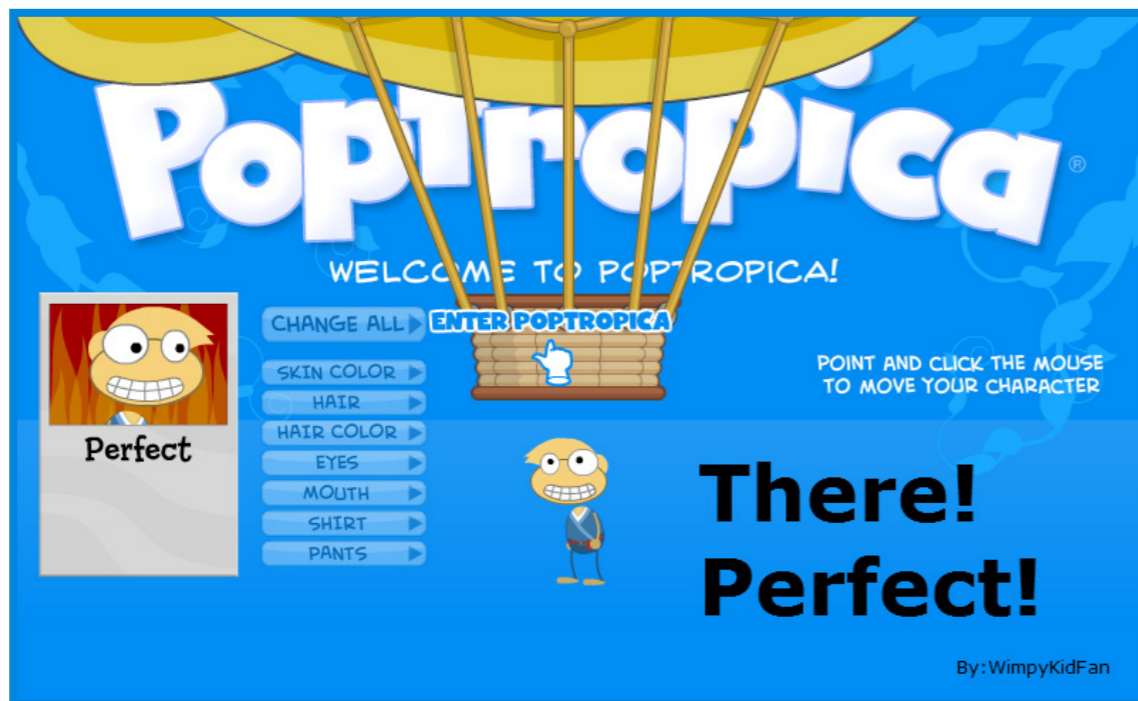 Poptropica®
WELCOME TO POPTROPICA!
CHANGE ALL
ENTER POPTROPICA
POINT AND CLICK THE MOUSE
TO MOVE YOUR CHARACTER
SKIN COLOR
HAIR
HAIR COLOR
EYES
MOUTH
SHIRT
PANTS
Perfect
There!
Perfect!
By:WimpyKidFan